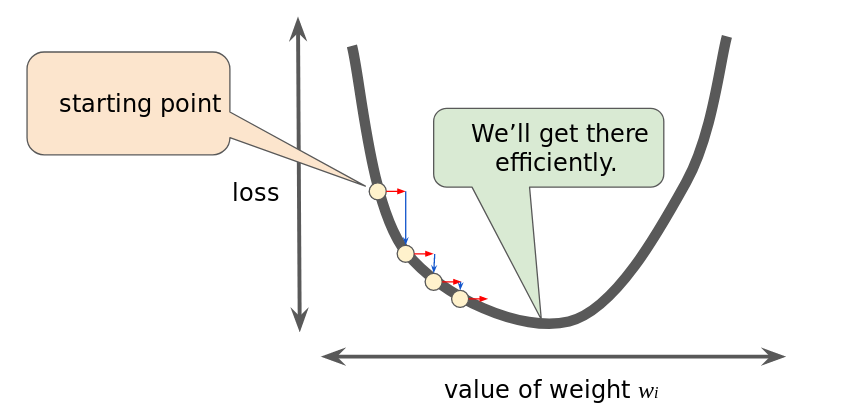 starting point
We’ll get there
efficiently.
loss
value of weight wi